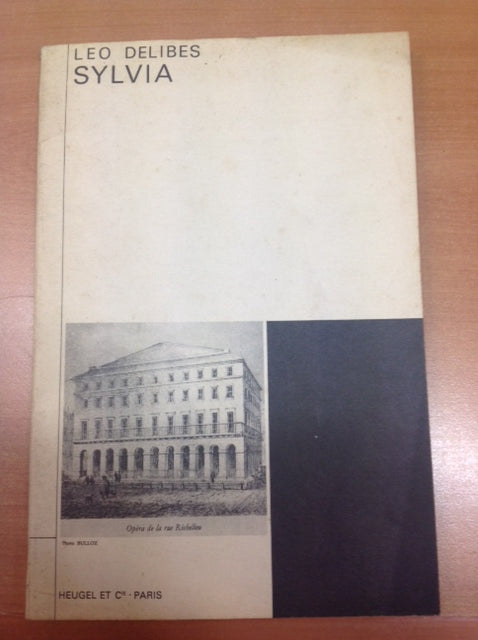 LEO DELIBES
SYLVIA
Opéra de la rue Richelieu
Photo BULLOZ
HEUGEL ET Cie - PARIS